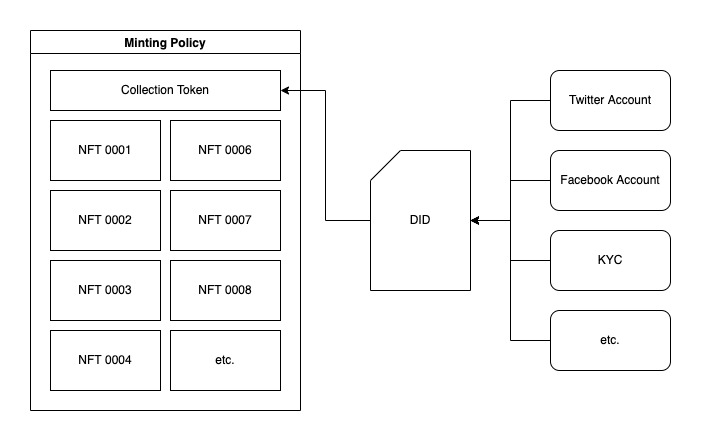 Minting Policy
Collection Token
NFT 0001
NFT 0006
NFT 0002
NFT 0007
NFT 0003
NFT 0008
NFT 0004
etc.
DID
Twitter Account
Facebook Account
KYC
etc.